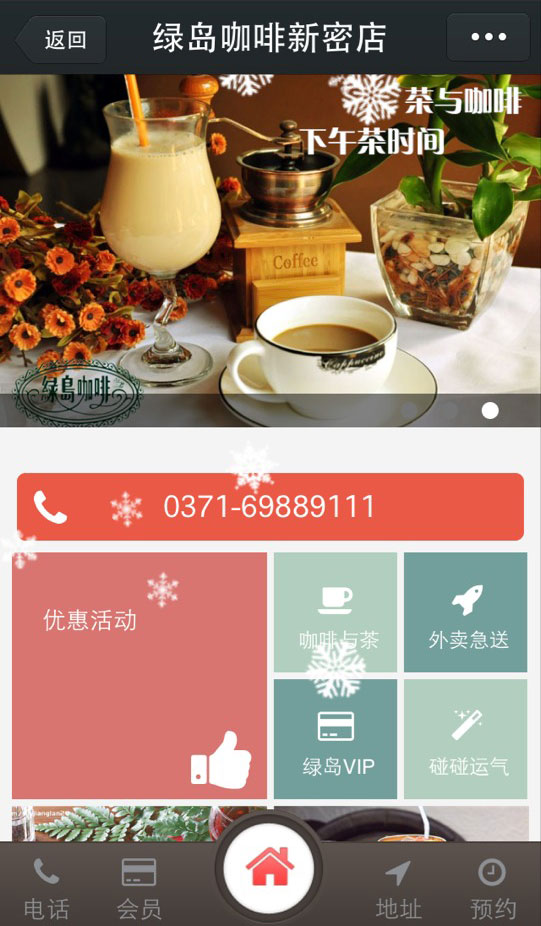 返回
绿岛咖啡新密店
茶与咖啡
下午茶时间
Coffee
Cappuccino
绿岛咖啡
0371-69889111
优惠活动
咖啡与茶
外卖急送
绿岛VIP
碰碰运气
电话
会员
地址
预约